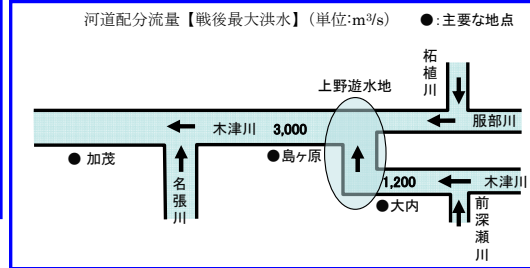 河道配分流量【戦後最大洪水】(単位:m³/s)
●:主要な地点
柘植川
上野遊水地
服部川
木津川
3,000
●加茂
●島ヶ原
名張川
1,200
木津川
●大内
前深瀬川